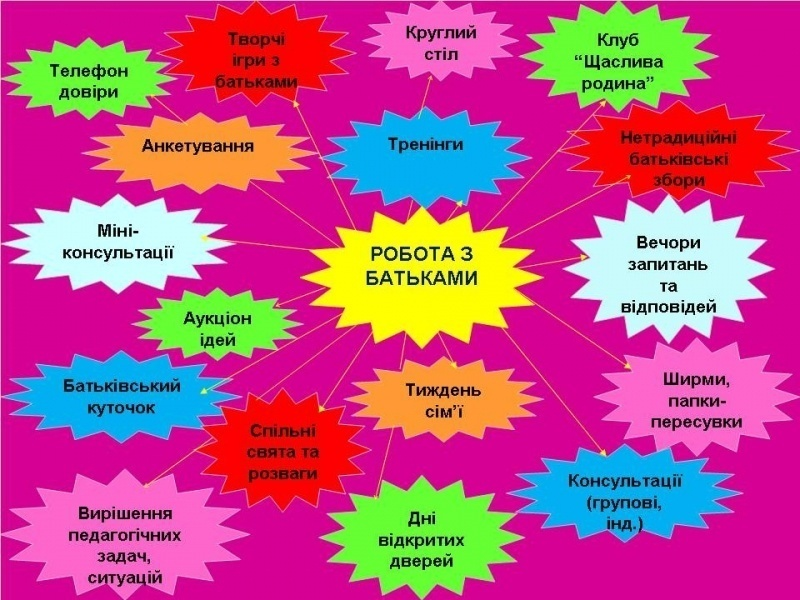 Телефон
довіри
Творчі
ігри з
батьками
Круглий
стіл
Клуб
“Щаслива
родина”
Анкетування
Тренінги
Нетрадиційні
батьківські
збори
Міні-
консультації
РОБОТА З
БАТЬКАМИ
Вечори
запитань
та
відповідей
Аукціон
ідей
Батьківський
куточок
Спільні
свята та
розваги
Тиждень
сім’ї
Ширми,
папки-
пересувки
Вирішення
педагогічних
задач,
ситуацій
Дні
відкритих
дверей
Консультації
(групові,
інд.)